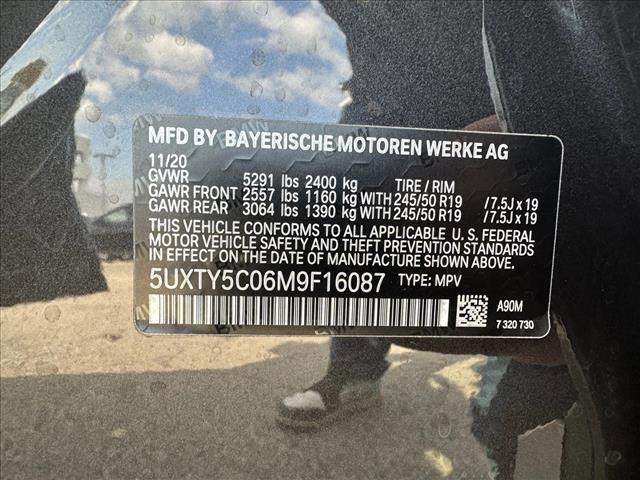 MFD BY BAYERISCHE MOTOREN WERKE AG
11/20
GVWR 5291 lbs 2400 kg TIRE / RIM
GAWR FRONT 2557 lbs 1160 kg WITH 245/50 R19 /7.5J x 19
GAWR REAR 3064 lbs 1390 kg WITH 245/50 R19 /7.5J x 19
THIS VEHICLE CONFORMS TO ALL APPLICABLE U. S. FEDERAL
MOTOR VEHICLE SAFETY AND THEFT PREVENTION STANDARDS
IN EFFECT ON THE DATE OF MANUFACTURE SHOWN ABOVE.
5UXTY5C06M9F16087 TYPE: MPV
A90M
7 320 730